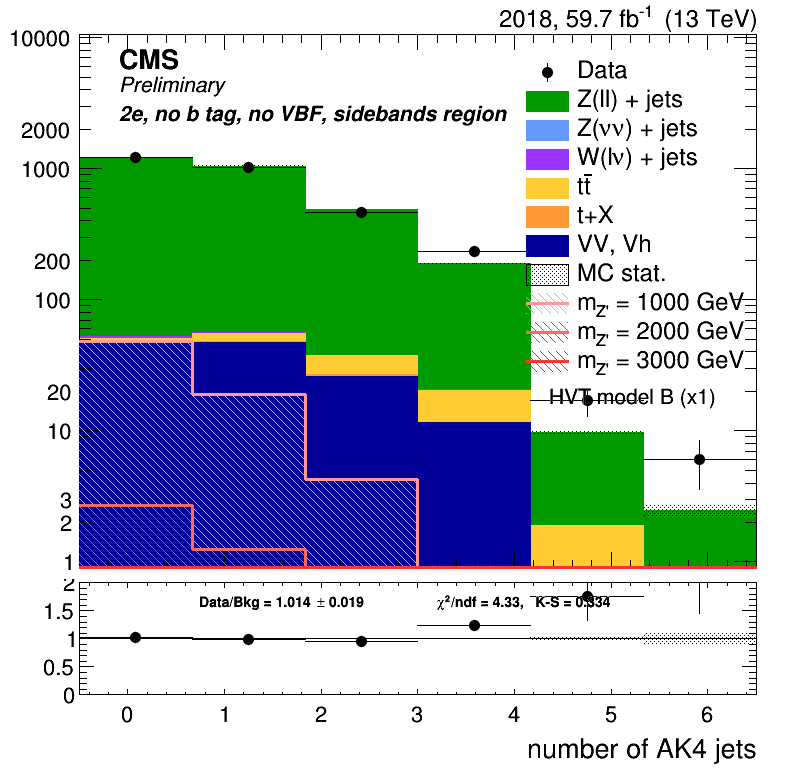 2018, 59.7 fb⁻¹ (13 TeV)
10000
CMS
Preliminary
2e, no b tag, no VBF, sidebands region
Data
Z(ll) + jets
Z(νν) + jets
W(lν) + jets
tt̄
t+X
VV, Vh
MC stat.
m_Z' = 1000 GeV
m_Z' = 2000 GeV
m_Z' = 3000 GeV
HVT model B (x1)
2000
1000
200
100
20
10
3
2
1
2
1.5
1
0.5
0
Data/Bkg = 1.014 ± 0.019
χ²/ndf = 4.33, K-S = 0.334
0 1 2 3 4 5 6
number of AK4 jets